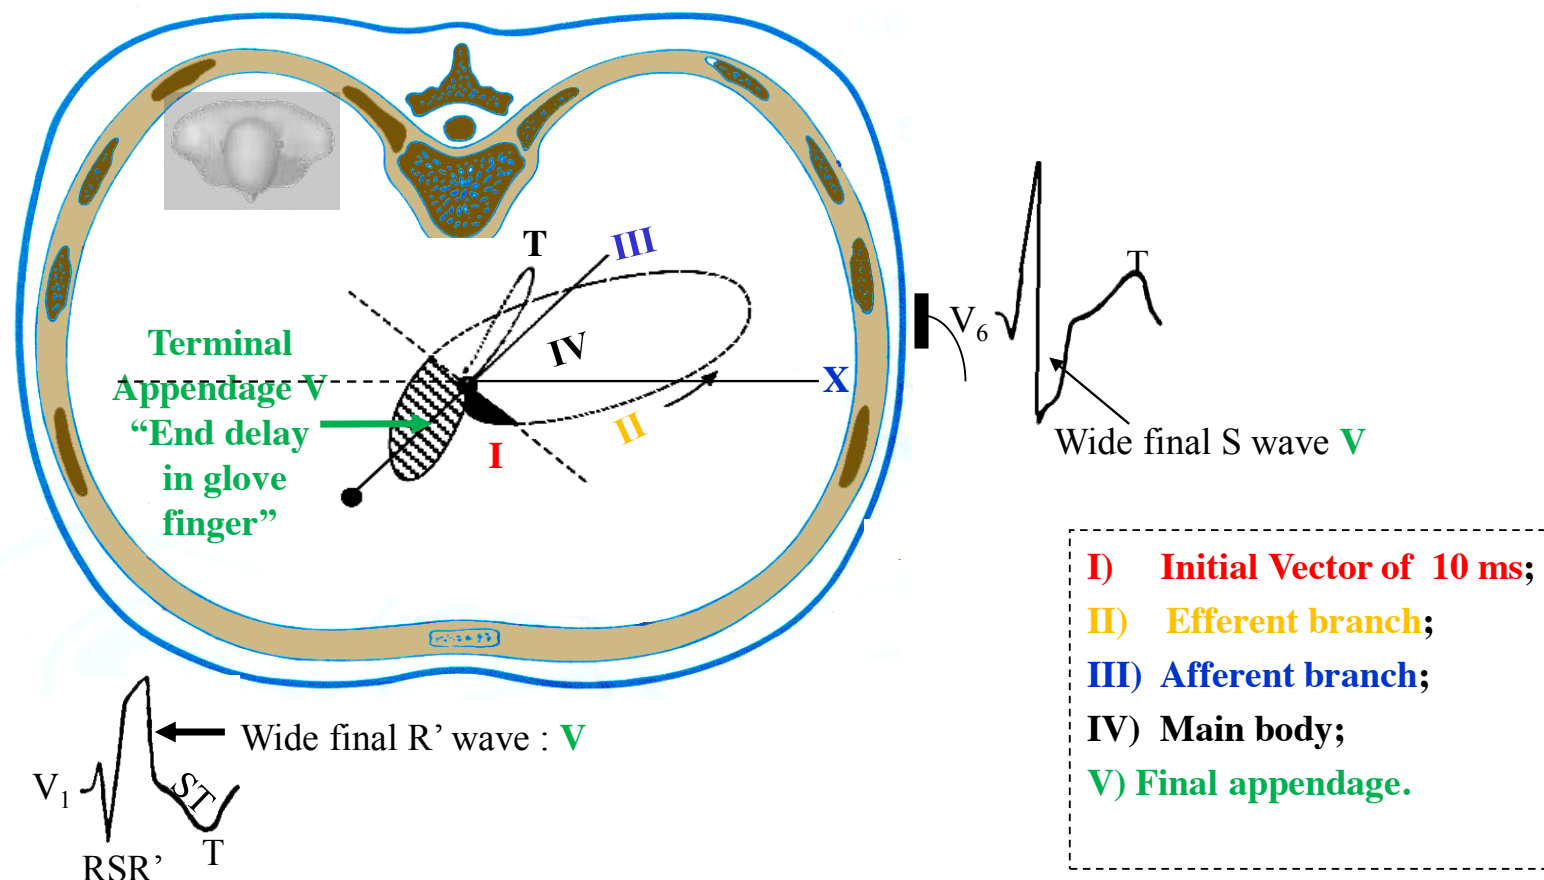 T
III
IV
X
II
I
Terminal
Appendage V
“End delay
in glove
finger”
T
V6
Wide final S wave V
I) Initial Vector of 10 ms;
II) Efferent branch;
III) Afferent branch;
IV) Main body;
V) Final appendage.
Wide final R’ wave : V
V1
ST
T
RSR’